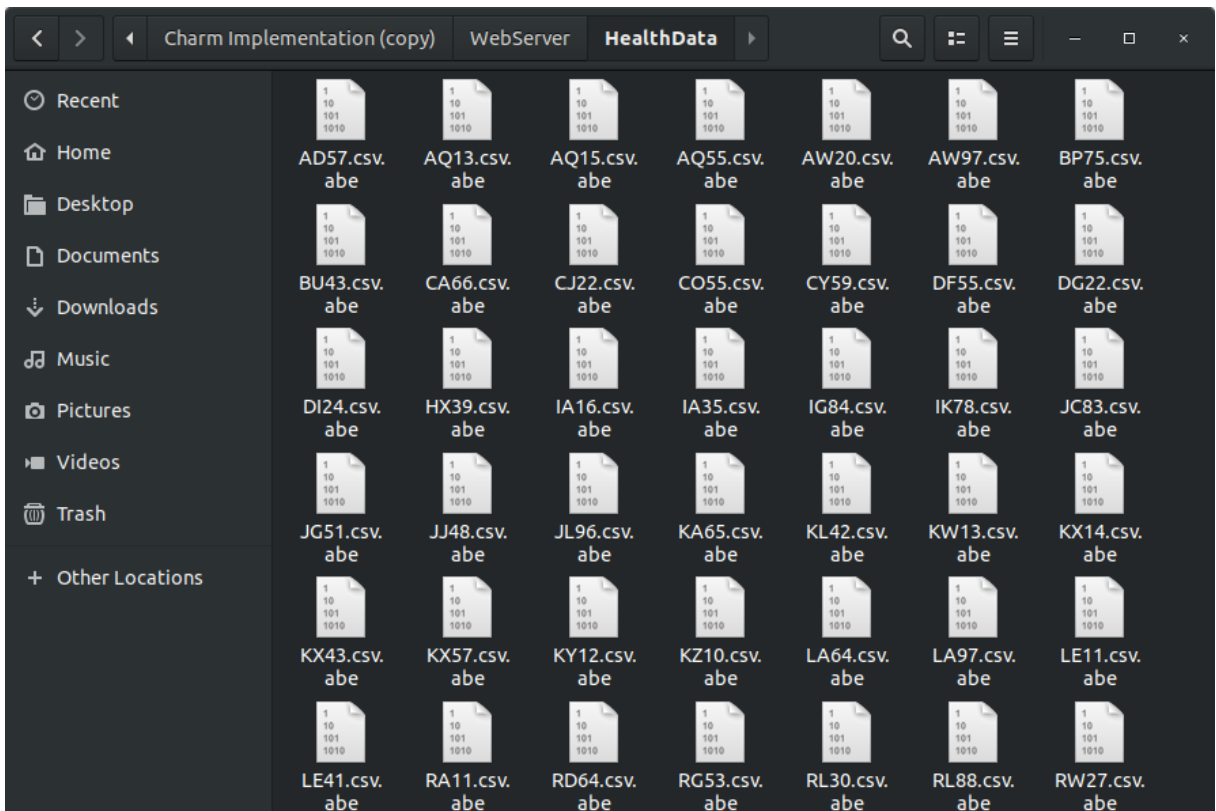 Charm Implementation (copy) WebServer HealthData
Recent
Home
Desktop
Documents
Downloads
Music
Pictures
Videos
Trash
+ Other Locations
AD57.csv. AQ13.csv. AQ15.csv. AQ55.csv. AW20.csv. AW97.csv. BP75.csv.
abe abe abe abe abe abe abe
BU43.csv. CA66.csv. CJ22.csv. CO55.csv. CY59.csv. DF55.csv. DG22.csv.
abe abe abe abe abe abe abe
DI24.csv. HX39.csv. IA16.csv. IA35.csv. IG84.csv. IK78.csv. JC83.csv.
abe abe abe abe abe abe abe
JG51.csv. JJ48.csv. JL96.csv. KA65.csv. KL42.csv. KW13.csv. KX14.csv.
abe abe abe abe abe abe abe
KX43.csv. KX57.csv. KY12.csv. KZ10.csv. LA64.csv. LA97.csv. LE11.csv.
abe abe abe abe abe abe abe
LE41.csv. RA11.csv. RD64.csv. RG53.csv. RL30.csv. RL88.csv. RW27.csv.
abe abe abe abe abe abe abe